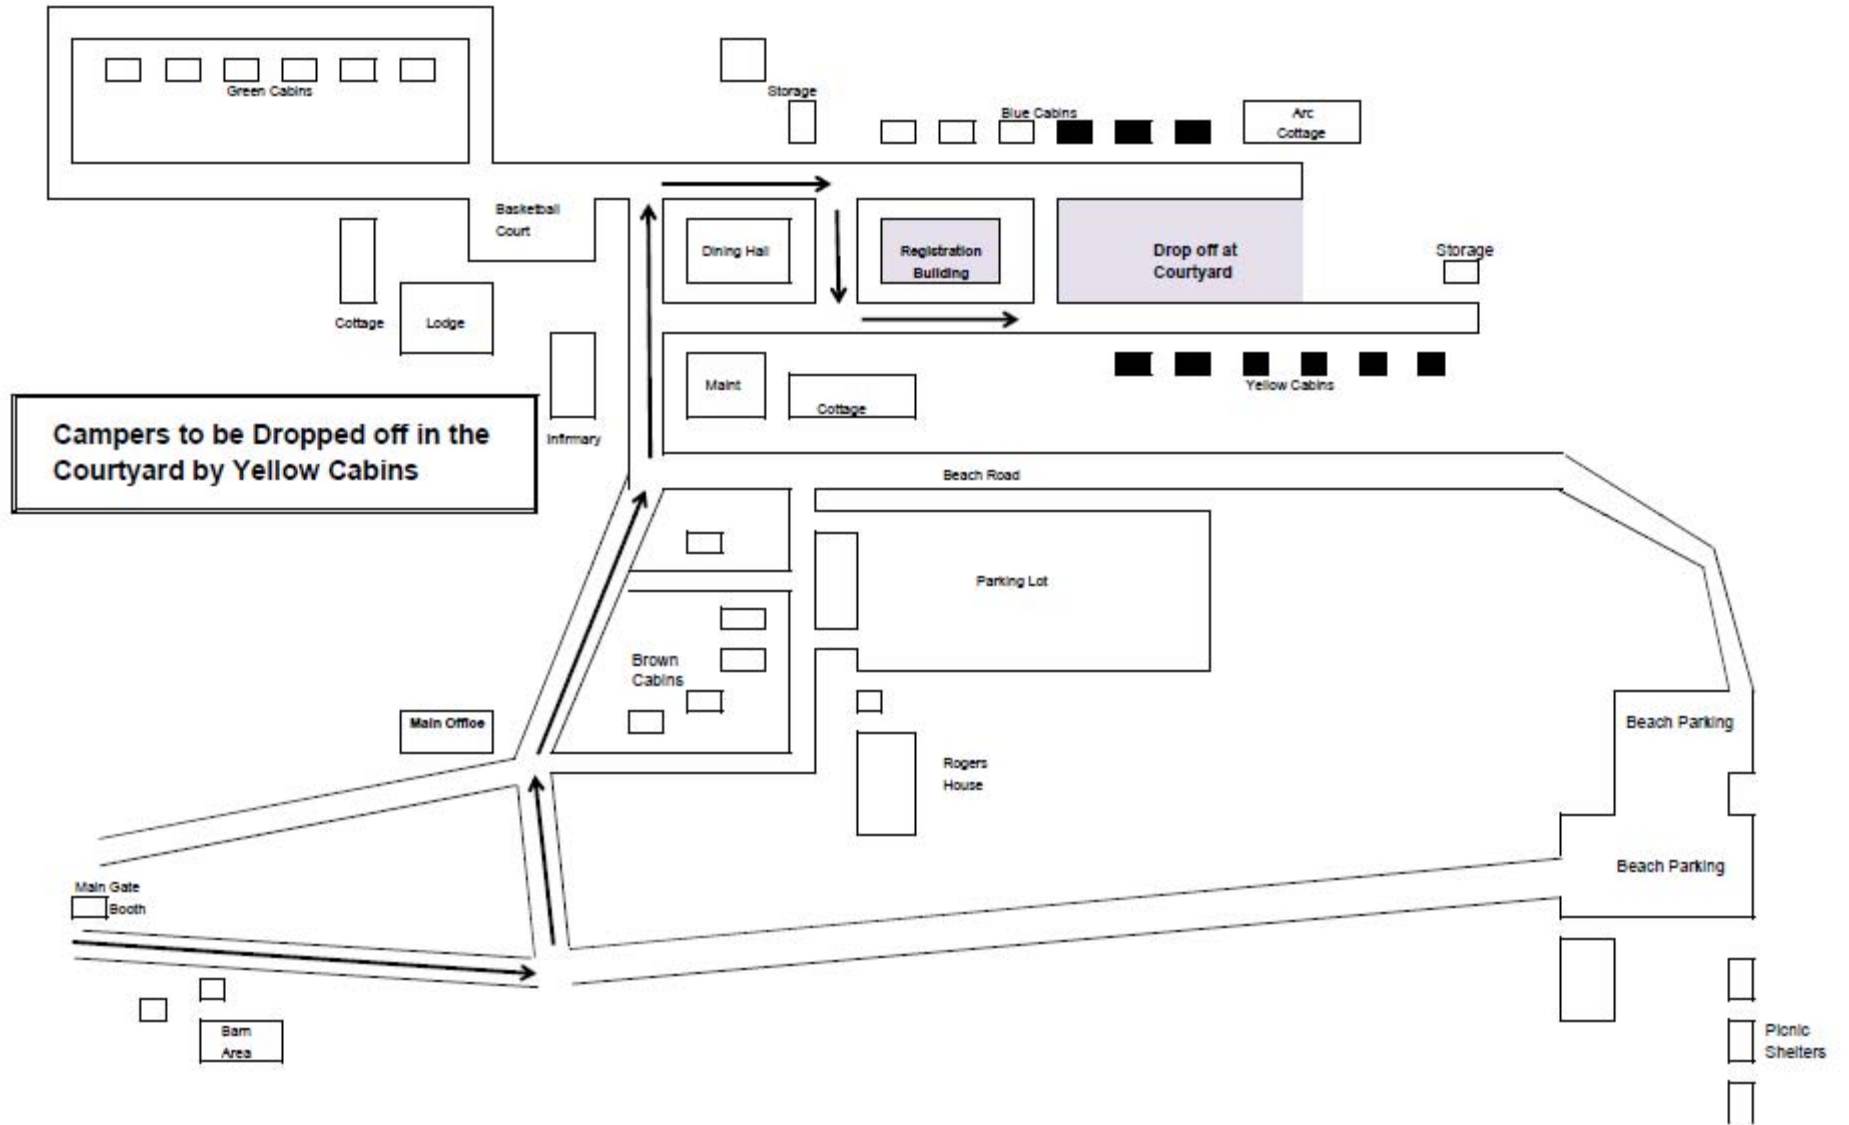 Green Cabins
Storage
Blue Cabins
Arc
Cottage
Basketball
Court
Dining Hall
Registration
Building
Drop off at
Courtyard
Storage
Cottage
Lodge
Maint
Cottage
Yellow Cabins
Campers to be Dropped off in the
Courtyard by Yellow Cabins
Infirmary
Beach Road
Parking Lot
Brown
Cabins
Main Office
Beach Parking
Rogers
House
Beach Parking
Main Gate
Booth
Barn
Area
Picnic
Shelters